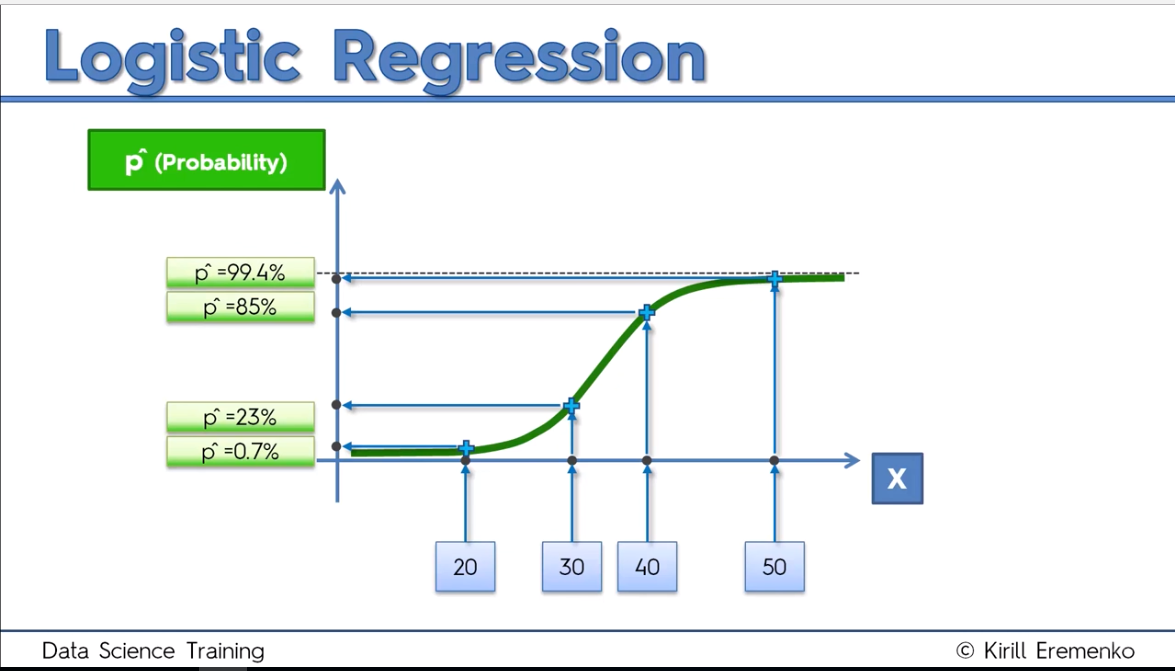 Logistic Regression
p^ (Probability)
p^ =99.4%
p^ =85%
p^ =23%
p^ =0.7%
X
20
30
40
50
Data Science Training
© Kirill Eremenko